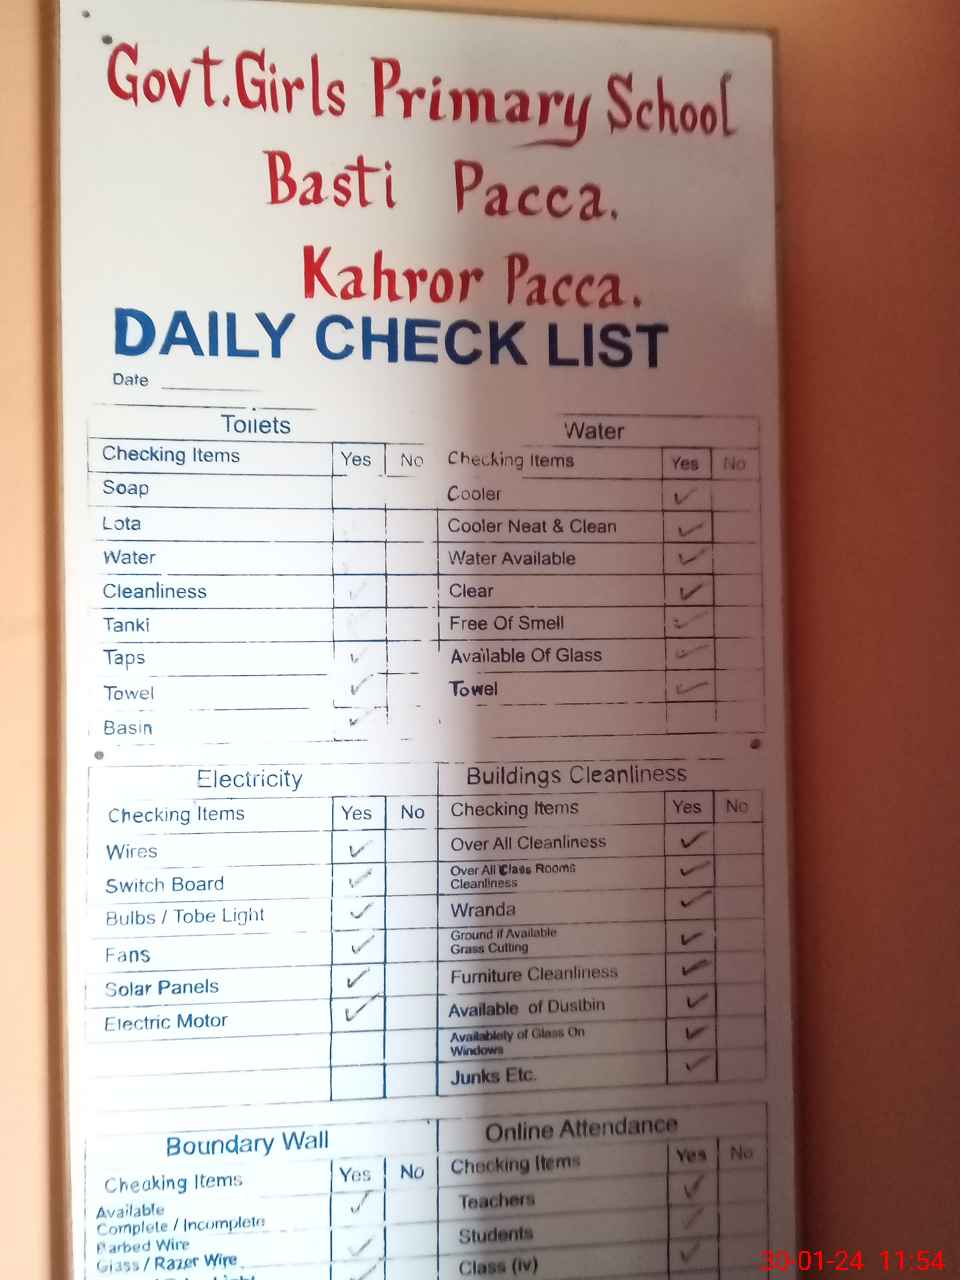 Govt. Girls Primary School
Basti Pacca.
Kahror Pacca.
DAILY CHECK LIST
Date
Toilets
Checking Items Yes No
Soap
Lota
Water
Cleanliness ✓
Tanki
Taps ✓
Towel ✓
Basin ✓
Water
Checking Items Yes No
Cooler ✓
Cooler Neat & Clean ✓
Water Available ✓
Clear ✓
Free Of Smell ✓
Available Of Glass ✓
Towel ✓
Electricity
Checking Items Yes No
Wires ✓
Switch Board ✓
Bulbs / Tobe Light ✓
Fans ✓
Solar Panels ✓
Electric Motor ✓
Buildings Cleanliness
Checking Items Yes No
Over All Cleanliness ✓
Over All Class Rooms
Cleanliness ✓
Wranda ✓
Ground if Available
Grass Cutting ✓
Furniture Cleanliness ✓
Available of Dustbin ✓
Availablety of Glass On
Windows ✓
Junks Etc. ✓
Boundary Wall
Cheaking Items Yes No
Available ✓
Complete / Incomplete
Barbed Wire ✓
Glass / Razer Wire
Online Attendance
Checking Items Yes No
Teachers ✓
Students ✓
Class (iv) ✓
30-01-24 11:54